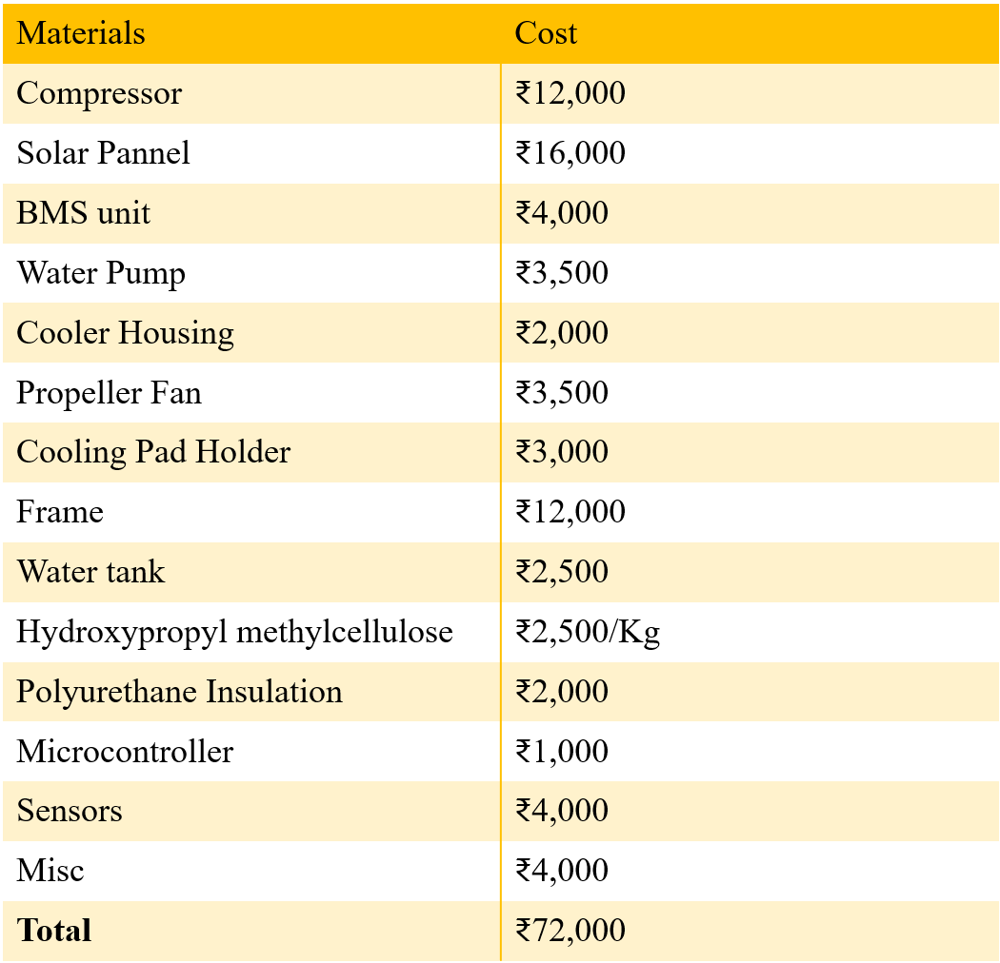 Materials Cost
Compressor ₹12,000
Solar Pannel ₹16,000
BMS unit ₹4,000
Water Pump ₹3,500
Cooler Housing ₹2,000
Propeller Fan ₹3,500
Cooling Pad Holder ₹3,000
Frame ₹12,000
Water tank ₹2,500
Hydroxypropyl methylcellulose ₹2,500/Kg
Polyurethane Insulation ₹2,000
Microcontroller ₹1,000
Sensors ₹4,000
Misc ₹4,000
Total ₹72,000